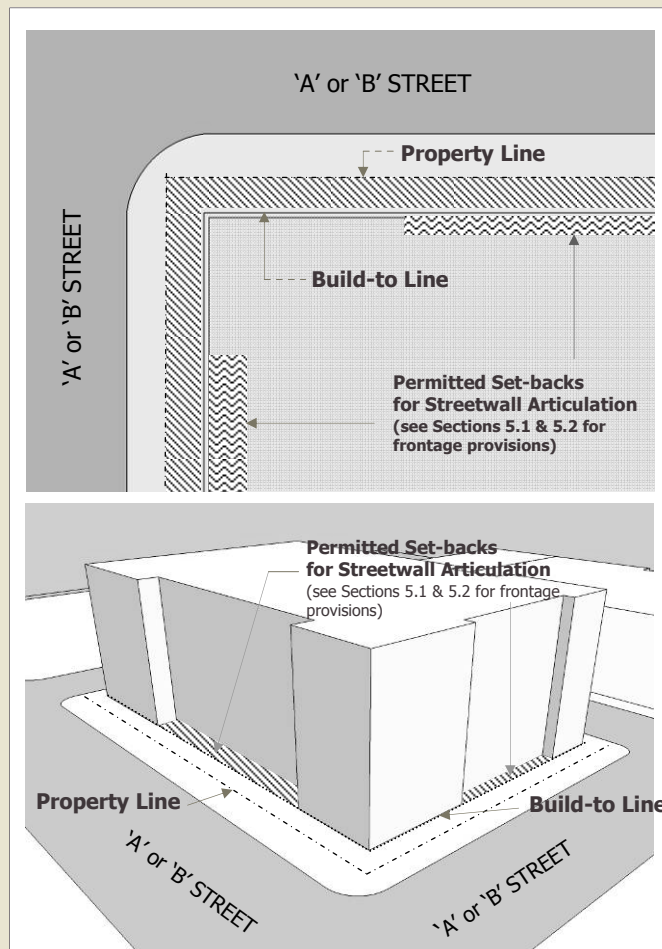 ‘A’ or ‘B’ STREET
Property Line
‘A’ or ‘B’ STREET
Build-to Line
Permitted Set-backs
for Streetwall Articulation
(see Sections 5.1 & 5.2 for
frontage provisions)
Permitted Set-backs
for Streetwall Articulation
(see Sections 5.1 & 5.2 for frontage
provisions)
Property Line
Build-to Line
‘A’ or ‘B’ STREET
‘A’ or ‘B’ STREET